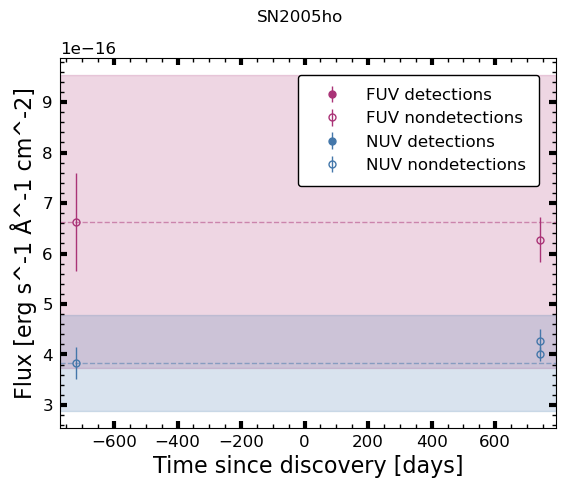 SN2005ho
1e−16
FUV detections
FUV nondetections
NUV detections
NUV nondetections
9
8
7
6
5
4
3
Flux [erg s^-1 Å^-1 cm^-2]
−600 −400 −200 0 200 400 600
Time since discovery [days]